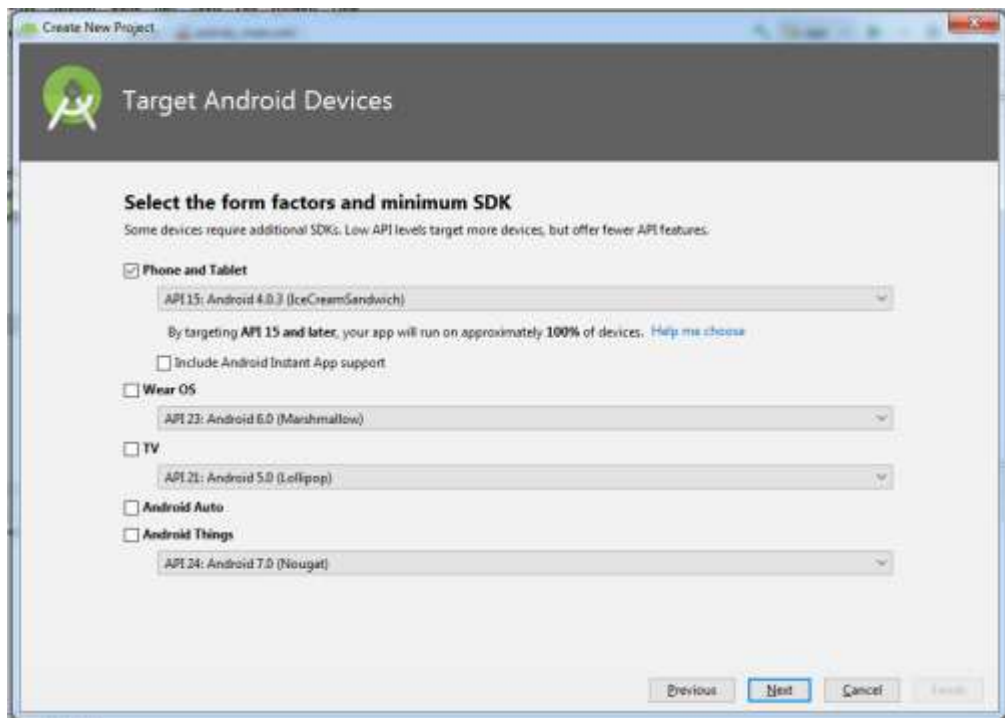 Create New Project
Target Android Devices
Select the form factors and minimum SDK
Some devices require additional SDKs. Low API levels target more devices, but offer fewer API features.
Phone and Tablet
API 15: Android 4.0.3 (IceCreamSandwich)
By targeting API 15 and later, your app will run on approximately 100% of devices. Help me choose
Include Android Instant App support
Wear OS
API 23: Android 6.0 (Marshmallow)
TV
API 21: Android 5.0 (Lollipop)
Android Auto
Android Things
API 24: Android 7.0 (Nougat)
Previous Next Cancel